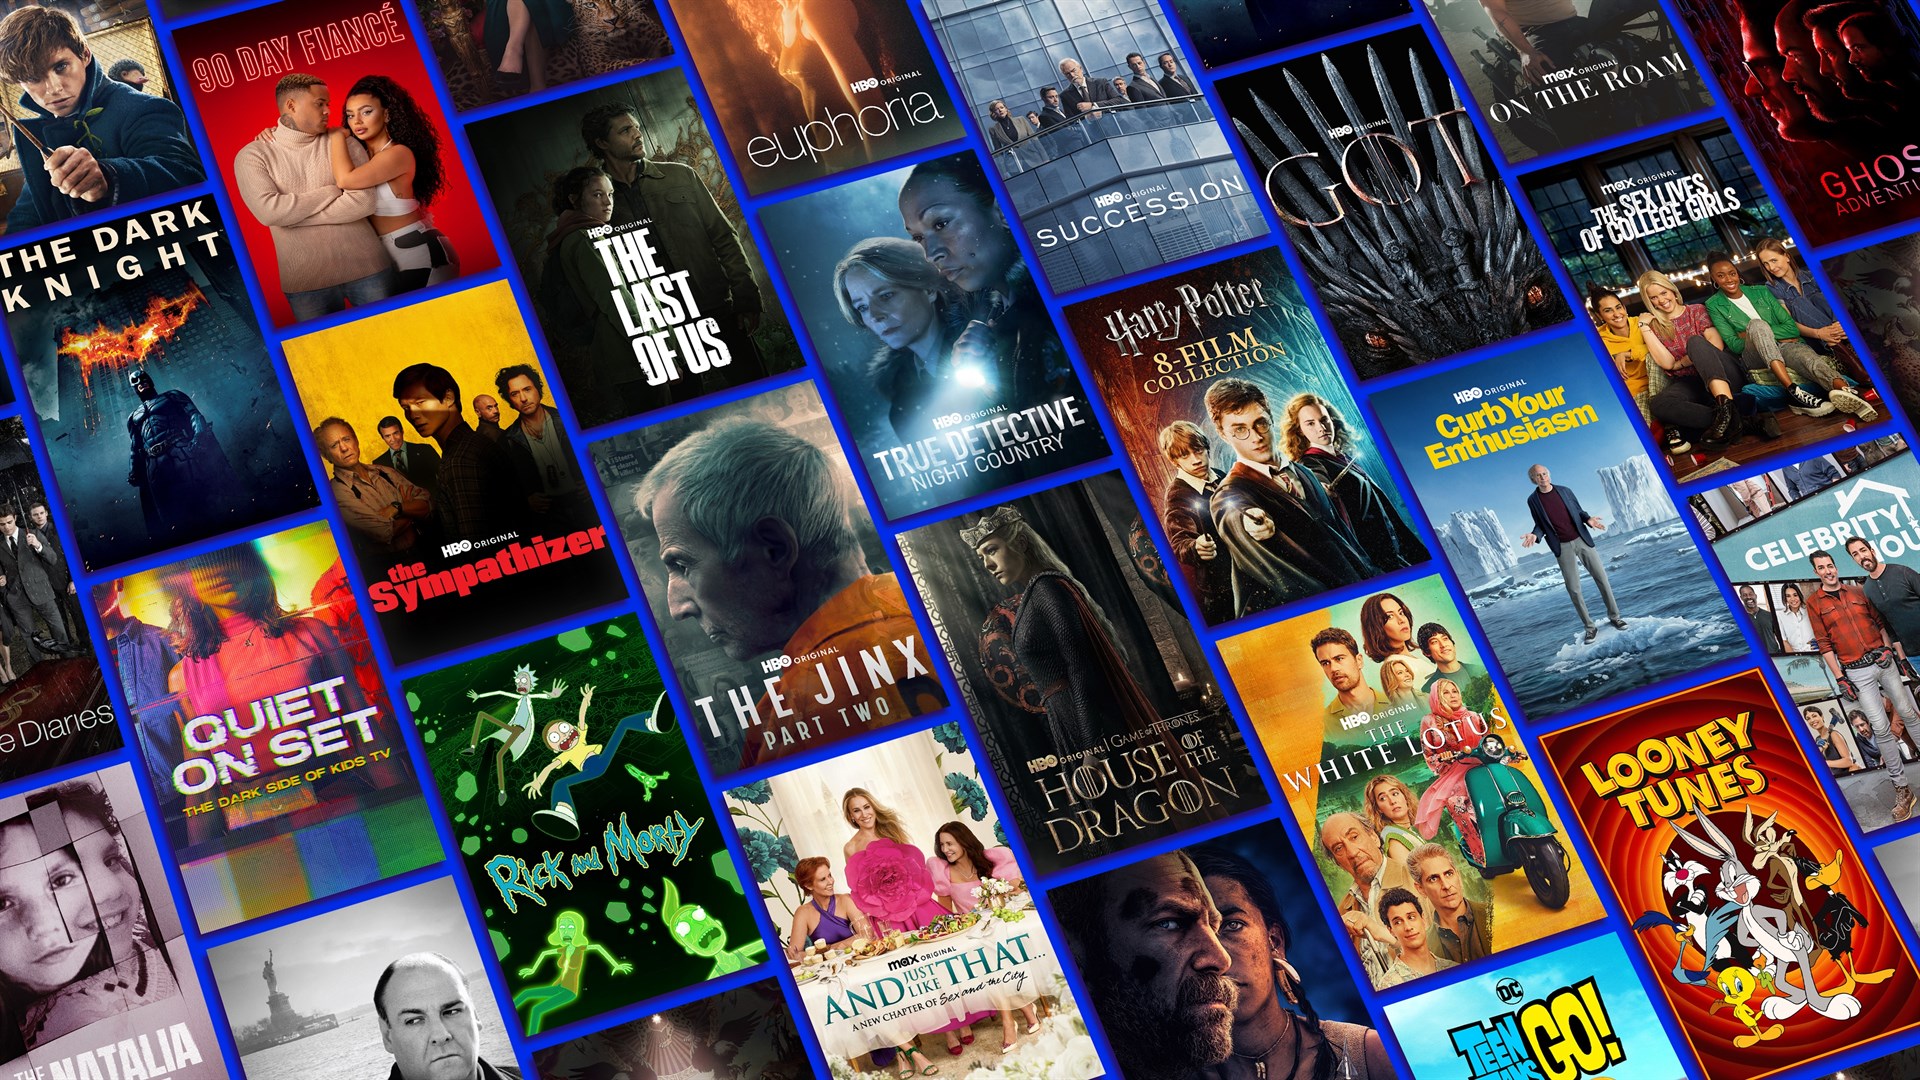 90 DAY FIANCÉ
THE DARK
KNIGHT
HBO ORIGINAL
THE
LAST
OF US
HBO ORIGINAL
euphoria
HBO ORIGINAL
SUCCESSION
HBO ORIGINAL
GOT
max ORIGINAL
ON THE ROAM
max ORIGINAL
THE SEX LIVES
OF COLLEGE GIRLS
GHOS
ADVENTU
HBO ORIGINAL
the
Sympathizer
HBO ORIGINAL
TRUE DETECTIVE
NIGHT COUNTRY
Harry Potter
8-FILM
COLLECTION
HBO ORIGINAL
Curb Your
Enthusiasm
CELEBRITY
OU
e Diaries
QUIET
ON SET
THE DARK SIDE OF KIDS TV
HBO ORIGINAL
THE JINX
PART TWO
HBO ORIGINAL | GAME OF THRONES
HOUSE OF THE
DRAGON
HBO ORIGINAL
THE
WHITE LOTUS
LOONEY
TUNES
RICK AND MORTY
max ORIGINAL
AND JUST LIKE THAT...
A NEW CHAPTER OF Sex and the City
THE NATALIA
DC
TEEN
GO!